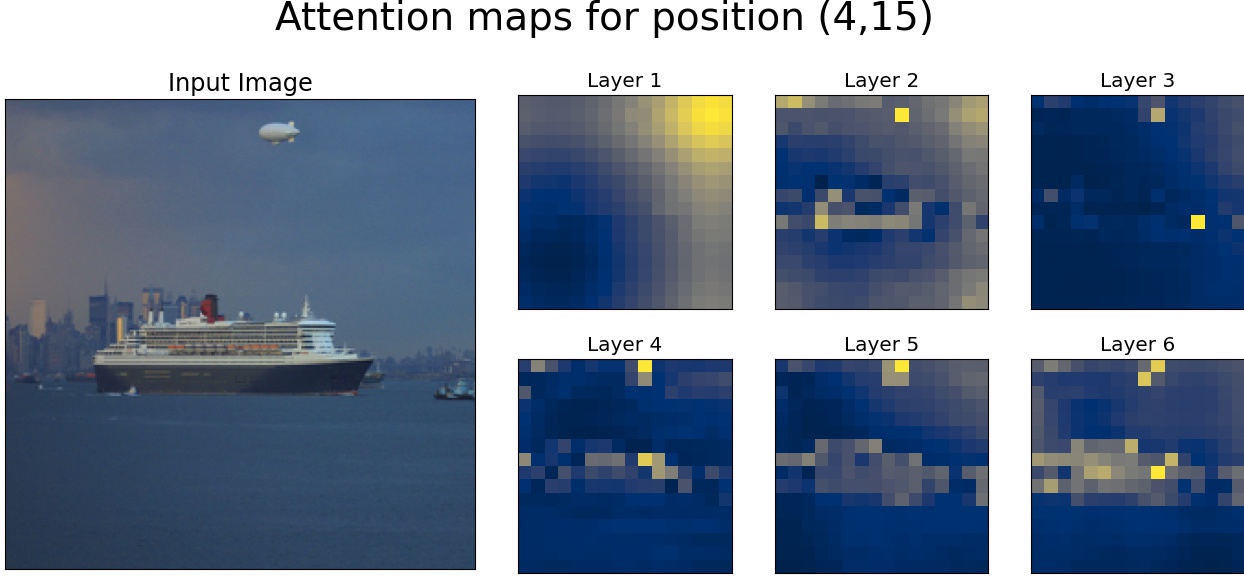 Attention maps for position (4,15)
Input Image
Layer 1
Layer 2
Layer 3
Layer 4
Layer 5
Layer 6